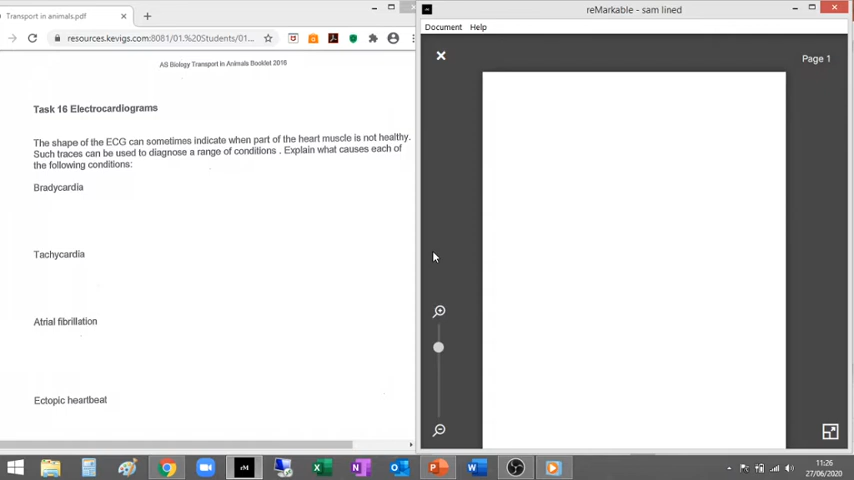 Transport in animals.pdf
reMarkable - sam lined
resources.kevigs.com:8081/01.%20Students/01...
Document Help
Page 1
AS Biology Transport in Animals Booklet 2016
Task 16 Electrocardiograms
The shape of the ECG can sometimes indicate when part of the heart muscle is not healthy.
Such traces can be used to diagnose a range of conditions . Explain what causes each of
the following conditions:
Bradycardia
Tachycardia
Atrial fibrillation
Ectopic heartbeat
rM
11:26
27/06/2020